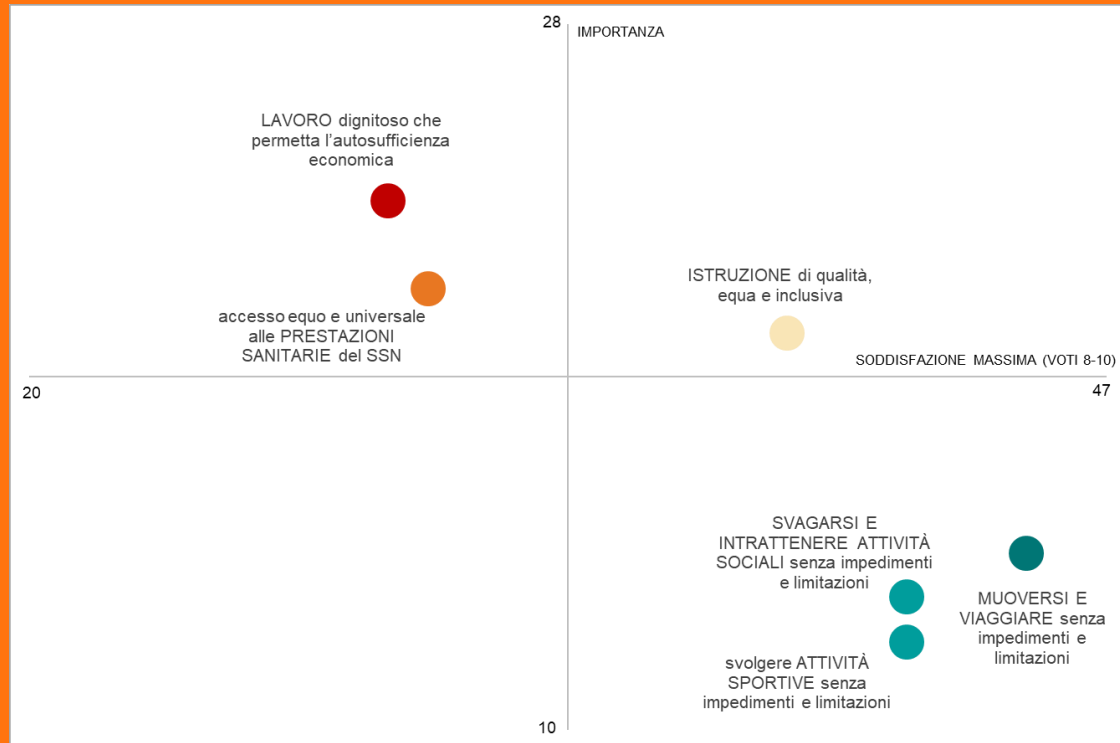 28
IMPORTANZA
LAVORO dignitoso che
permetta l'autosufficienza
economica
ISTRUZIONE di qualità,
equa e inclusiva
accesso equo e universale
alle PRESTAZIONI
SANITARIE del SSN
SODDISFAZIONE MASSIMA (VOTI 8-10)
20
47
SVAGARSI E
INTRATTENERE ATTIVITÀ
SOCIALI senza impedimenti
e limitazioni
MUOVERSI E
VIAGGIARE senza
impedimenti e
limitazioni
svolgere ATTIVITÀ
SPORTIVE senza
impedimenti e limitazioni
10